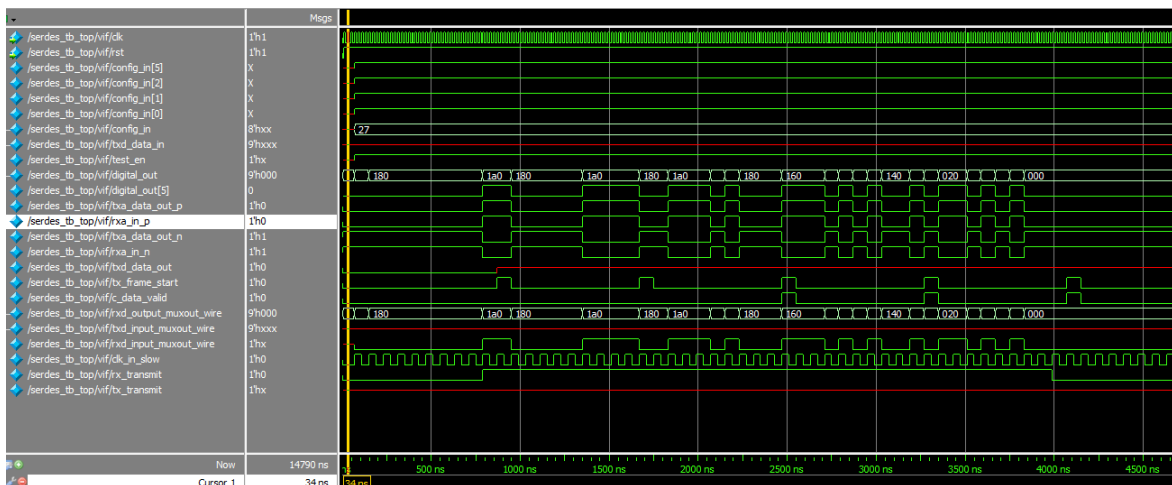 Msgs
/serdes_tb_top/vif/clk 1'h1
/serdes_tb_top/vif/rst 1'h1
/serdes_tb_top/vif/config_in[5] X
/serdes_tb_top/vif/config_in[2] X
/serdes_tb_top/vif/config_in[1] X
/serdes_tb_top/vif/config_in[0] X
/serdes_tb_top/vif/config_in 8'hxx 27
/serdes_tb_top/vif/txd_data_in 9'hxxx
/serdes_tb_top/vif/test_en 1'hx
/serdes_tb_top/vif/digital_out 9'h000 180 1a0 180 1a0 180 1a0 180 160 140 020 000
/serdes_tb_top/vif/digital_out[5] 0
/serdes_tb_top/vif/txa_data_out_p 1'h0
/serdes_tb_top/vif/rxa_in_p 1'h0
/serdes_tb_top/vif/txa_data_out_n 1'h1
/serdes_tb_top/vif/rxa_in_n 1'h1
/serdes_tb_top/vif/txd_data_out 1'h0
/serdes_tb_top/vif/tx_frame_start 1'h0
/serdes_tb_top/vif/c_data_valid 1'h0
/serdes_tb_top/vif/rxd_output_muxout_wire 9'h000 180 1a0 180 1a0 180 1a0 180 160 140 020 000
/serdes_tb_top/vif/txd_input_muxout_wire 9'hxxx
/serdes_tb_top/vif/rxd_input_muxout_wire 1'hx
/serdes_tb_top/vif/clk_in_slow 1'h0
/serdes_tb_top/vif/rx_transmit 1'h0
/serdes_tb_top/vif/tx_transmit 1'hx
Now 14790 ns 500 ns 1000 ns 1500 ns 2000 ns 2500 ns 3000 ns 3500 ns 4000 ns 4500 ns
Cursor 1 34 ns 34 ns